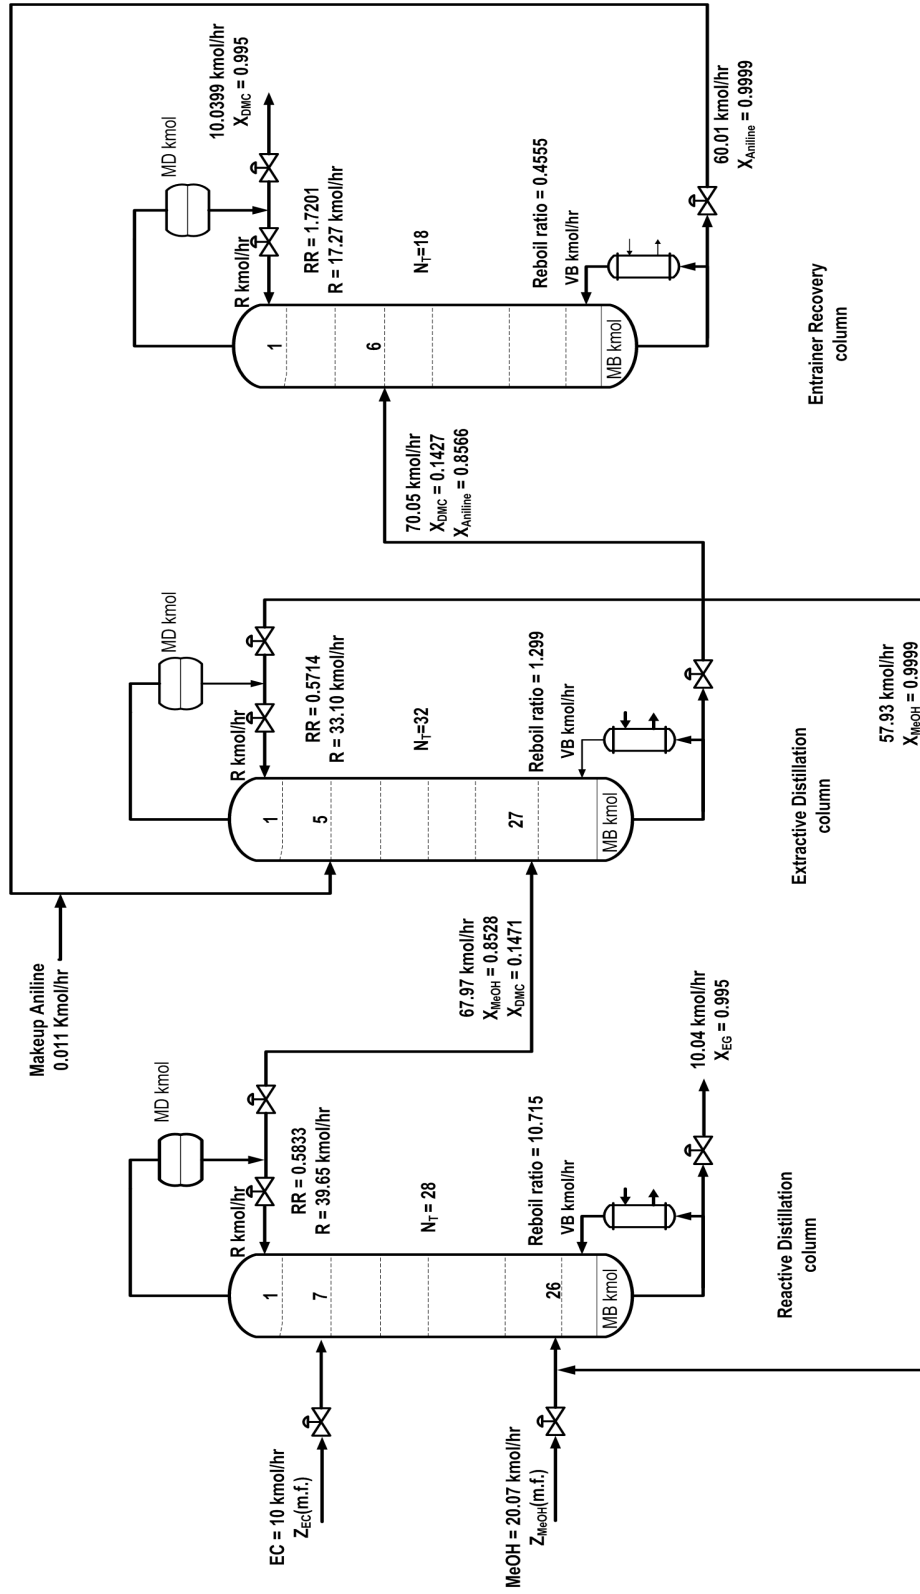 EC = 10 kmol/hr
Z_EC(m.f.)
MeOH = 20.07 kmol/hr
Z_MeOH(m.f.)
MD kmol
R kmol/hr
RR = 0.5833
R = 39.65 kmol/hr
1
7
N_T = 28
26
Reboil ratio = 10.715
VB kmol/hr
MB kmol
10.04 kmol/hr
X_EG = 0.995
Reactive Distillation
column
Makeup Aniline
0.011 Kmol/hr
67.97 kmol/hr
X_MeOH = 0.8528
X_DMC = 0.1471
MD kmol
R kmol/hr
RR = 0.5714
R = 33.10 kmol/hr
1
5
N_T=32
27
Reboil ratio = 1.299
VB kmol/hr
MB kmol
Extractive Distillation
column
57.93 kmol/hr
X_MeOH = 0.9999
70.05 kmol/hr
X_DMC = 0.1427
X_Aniline = 0.8566
MD kmol
10.0399 kmol/hr
X_DMC = 0.995
R kmol/hr
RR = 1.7201
R = 17.27 kmol/hr
1
6
N_T=18
Reboil ratio = 0.4555
VB kmol/hr
MB kmol
60.01 kmol/hr
X_Aniline = 0.9999
Entrainer Recovery
column